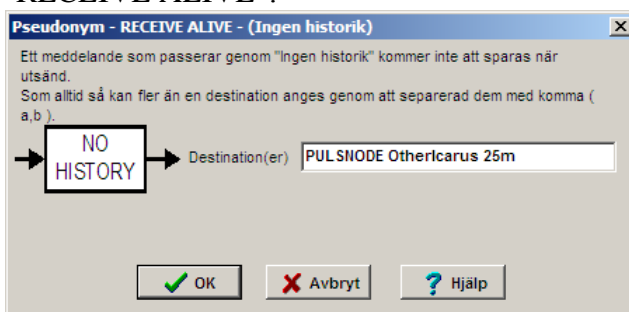 "RECEIVE ALIVE".
Pseudonym - RECEIVE ALIVE - (Ingen historik)
Ett meddelande som passerar genom "Ingen historik" kommer inte att sparas när
utsänd.
Som alltid så kan fler än en destination anges genom att separerad dem med komma (
a,b ).
NO
HISTORY
Destination(er)
PULSNODE OtherIcarus 25m
OK
Avbryt
Hjälp